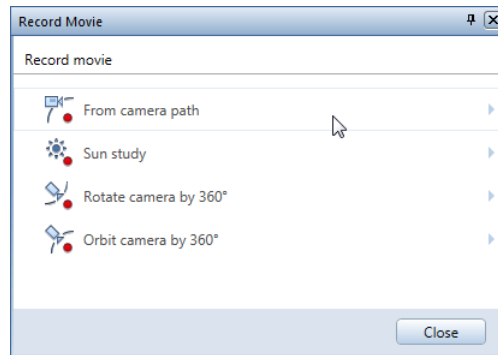 Record Movie
Record movie
From camera path
Sun study
Rotate camera by 360°
Orbit camera by 360°
Close